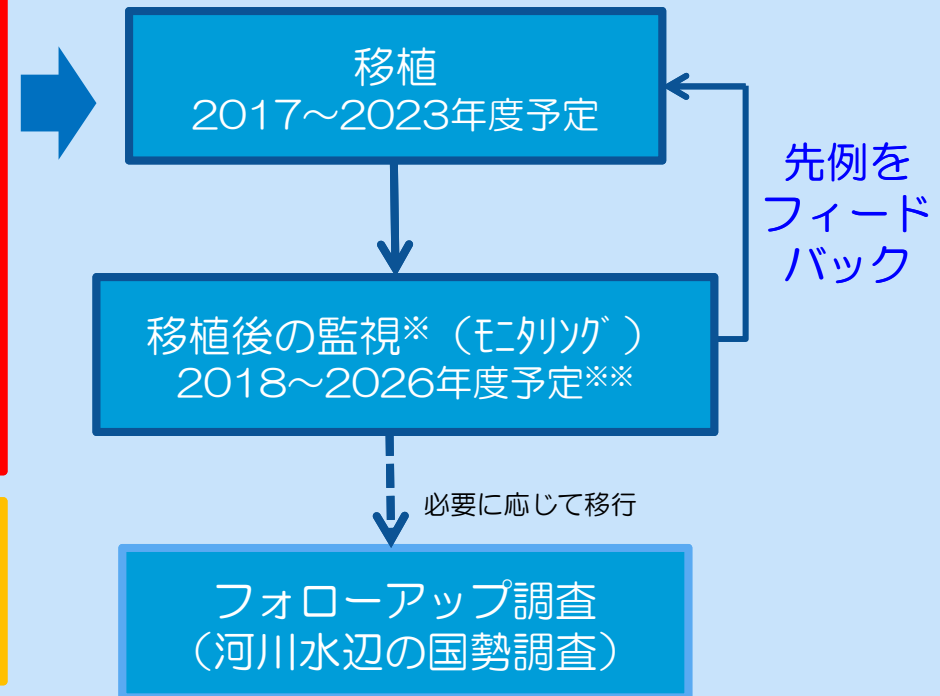 移植
2017～2023年度予定
先例を
フィード
バック
移植後の監視※（ﾓﾆﾀﾘﾝｸﾞ）
2018～2026年度予定※※
必要に応じて移行
フォローアップ調査
（河川水辺の国勢調査）